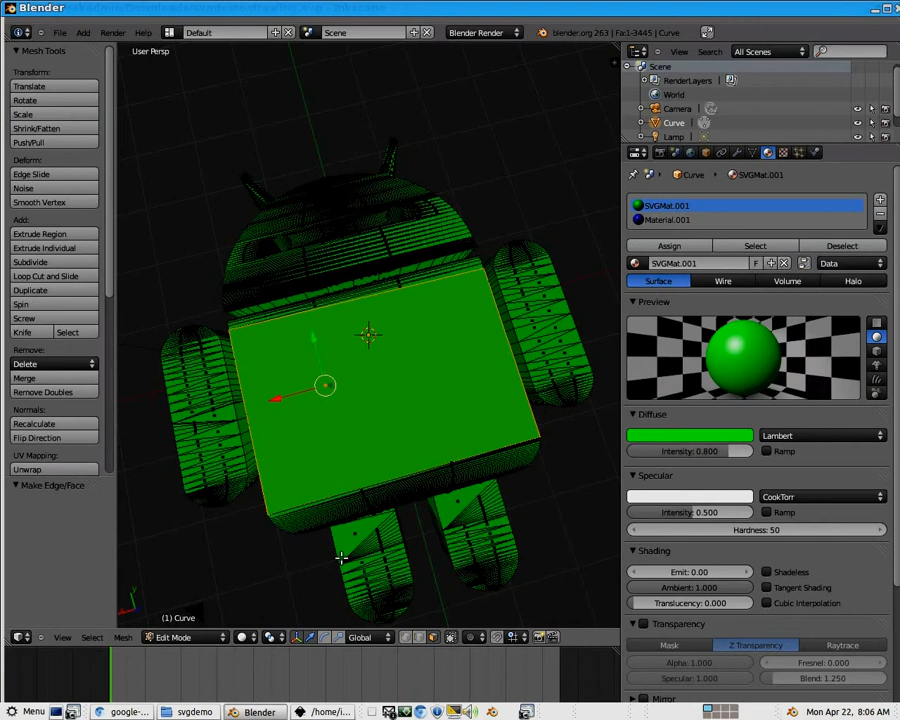 Blender
File Add Render Help Default Scene Blender Render blender.org 263 | Fa:1-3445 | Curve
Mesh Tools
Transform:
Translate
Rotate
Scale
Shrink/Fatten
Push/Pull
Deform:
Edge Slide
Noise
Smooth Vertex
Add:
Extrude Region
Extrude Individual
Subdivide
Loop Cut and Slide
Duplicate
Spin
Screw
Knife Select
Remove:
Delete
Merge
Remove Doubles
Normals:
Recalculate
Flip Direction
UV Mapping:
Unwrap
Make Edge/Face
User Persp
(1) Curve
View Select Mesh Edit Mode Global
View Search All Scenes
Scene
RenderLayers
World
Camera
Curve
Lamp
Curve SVGMat.001
SVGMat.001
Material.001
Assign Select Deselect
SVGMat.001 F Data
Surface Wire Volume Halo
Preview
Diffuse
Lambert
Intensity: 0.800 Ramp
Specular
CookTorr
Intensity: 0.500 Ramp
Hardness: 50
Shading
Emit: 0.00 Shadeless
Ambient: 1.000 Tangent Shading
Translucency: 0.000 Cubic Interpolation
Transparency
Mask Z Transparency Raytrace
Alpha: 1.000 Fresnel: 0.000
Specular: 1.000 Blend: 1.250
Mirror
Menu google-... svgdemo Blender /home/i... Mon Apr 22, 8:06 AM